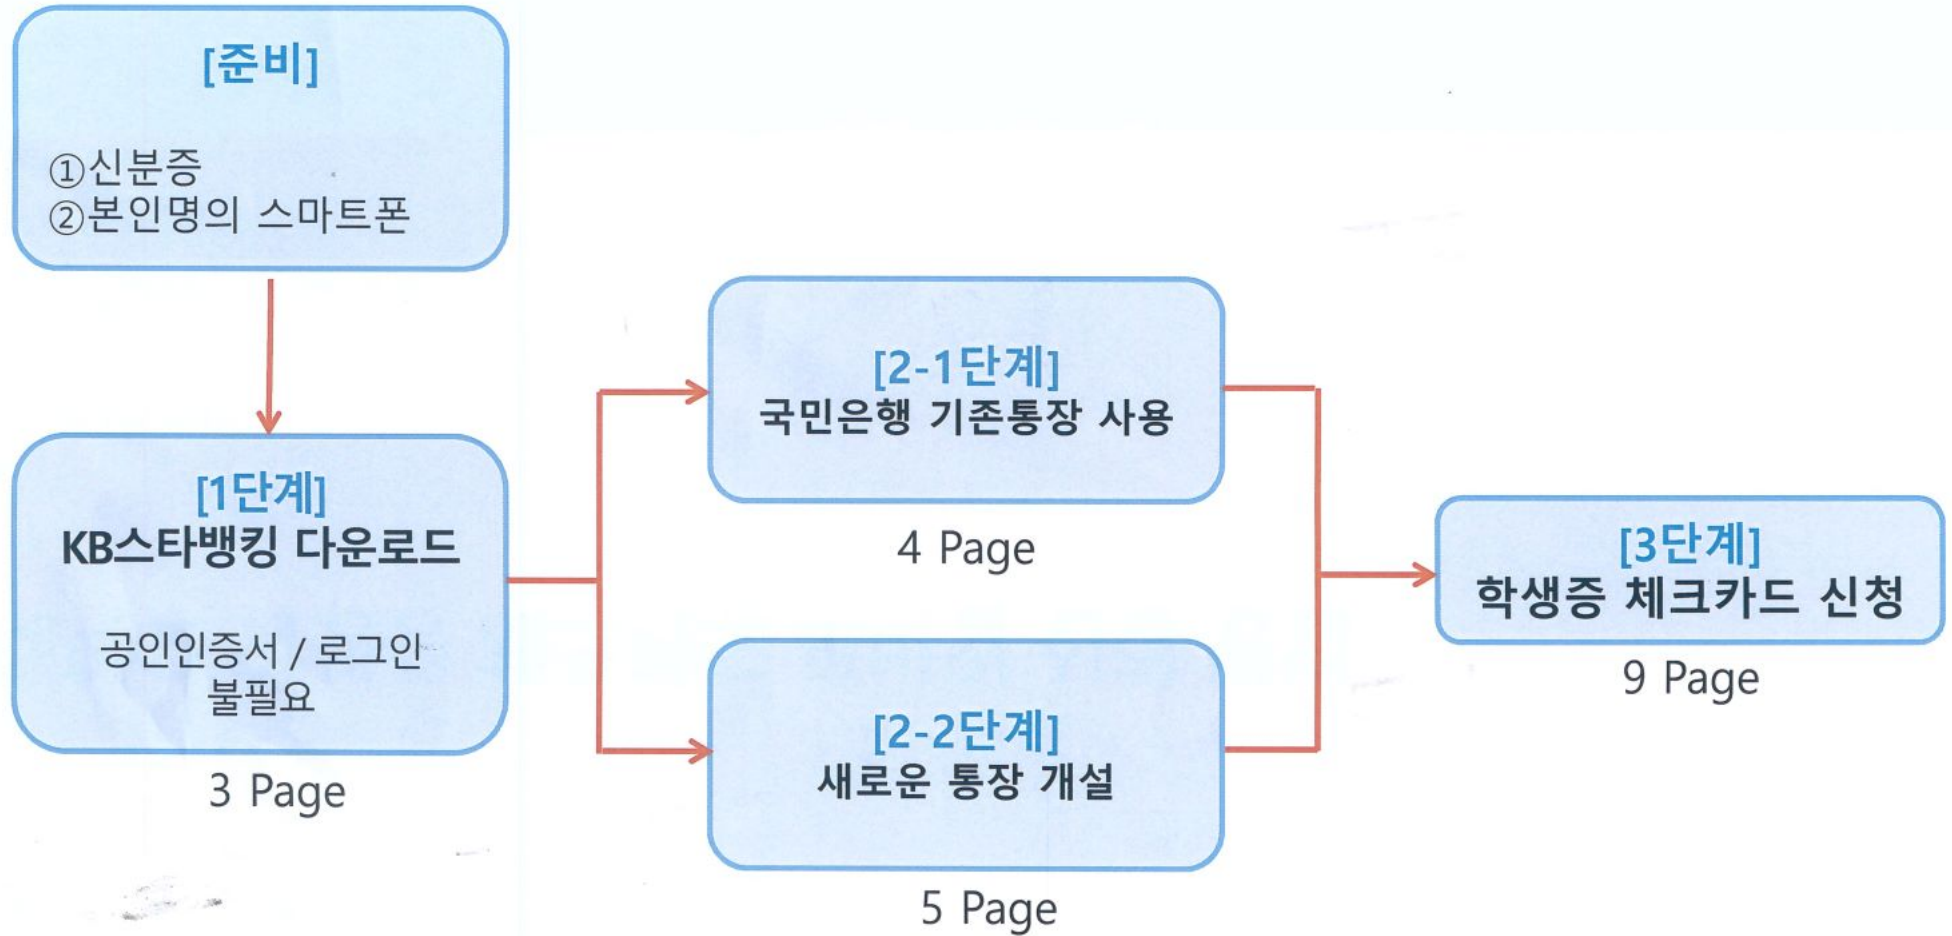 [준비]
①신분증
②본인명의 스마트폰
[1단계]
KB스타뱅킹 다운로드
공인인증서 / 로그인
불필요
3 Page
[2-1단계]
국민은행 기존통장 사용
4 Page
[2-2단계]
새로운 통장 개설
5 Page
[3단계]
학생증 체크카드 신청
9 Page